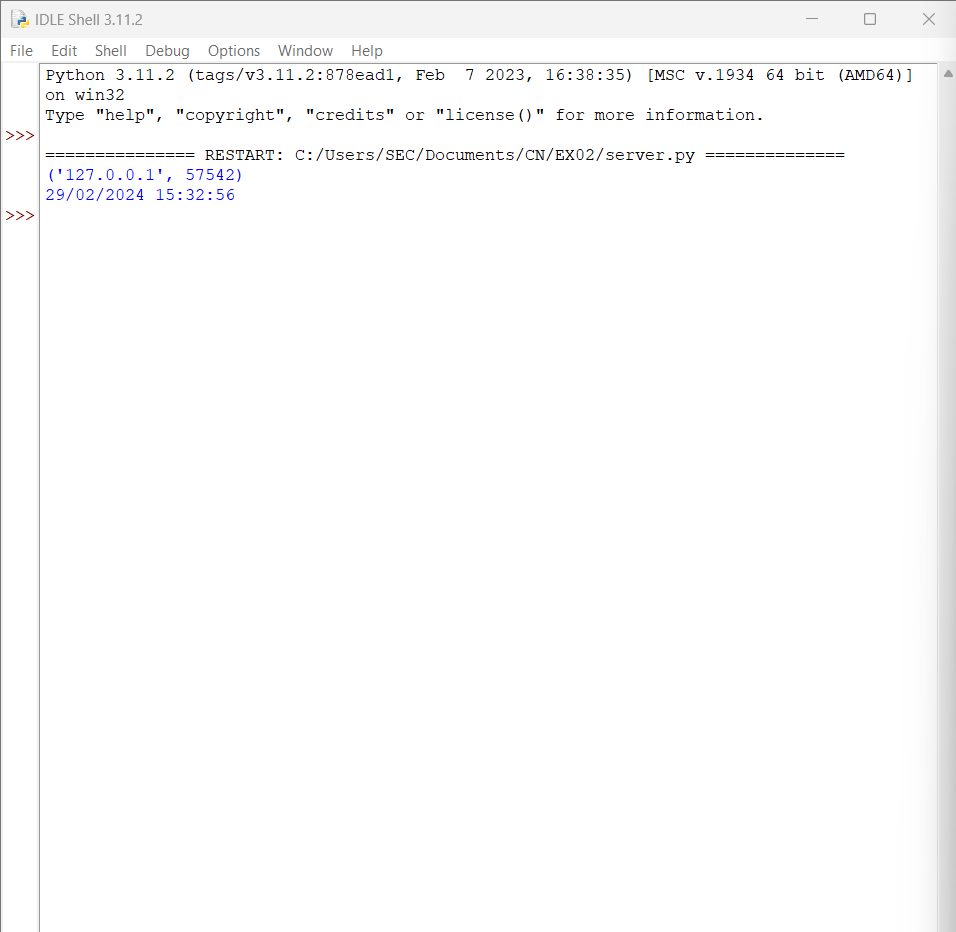 IDLE Shell 3.11.2
File Edit Shell Debug Options Window Help
Python 3.11.2 (tags/v3.11.2:878ead1, Feb  7 2023, 16:38:35) [MSC v.1934 64 bit (AMD64)]
on win32
Type "help", "copyright", "credits" or "license()" for more information.
>>>
=============== RESTART: C:/Users/SEC/Documents/CN/EX02/server.py ==============
('127.0.0.1', 57542)
29/02/2024 15:32:56
>>>